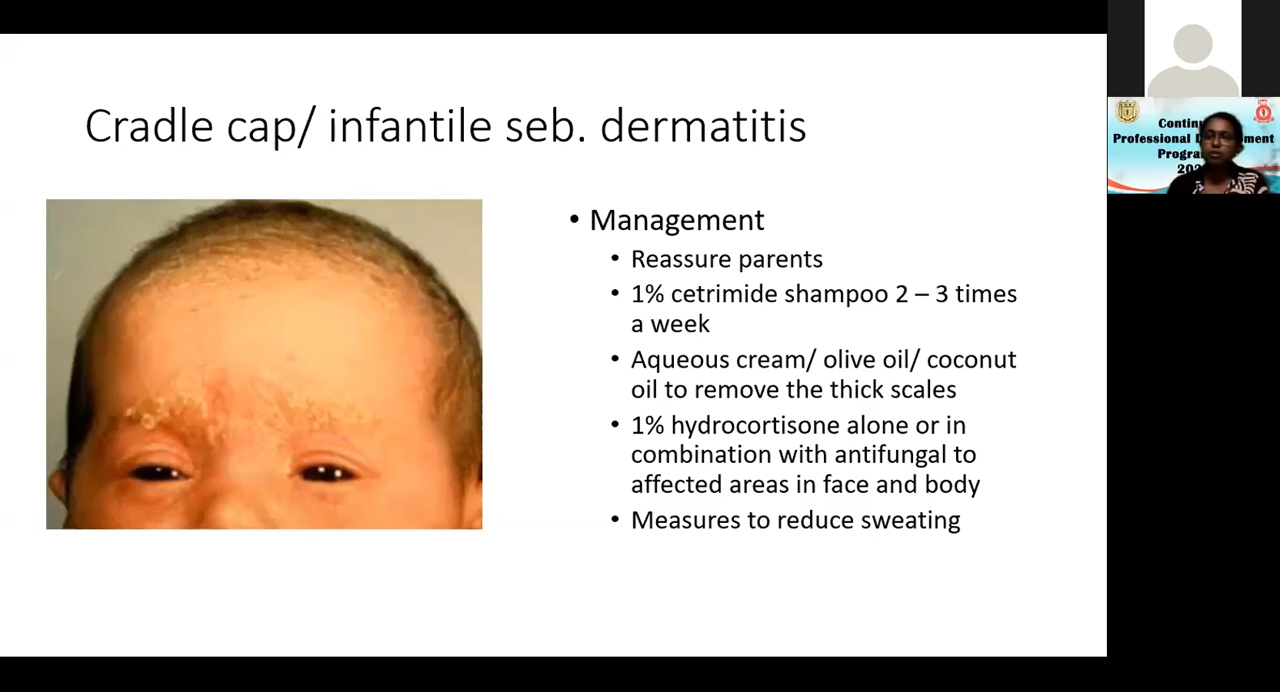 Cradle cap/ infantile seb. dermatitis
• Management
• Reassure parents
• 1% cetrimide shampoo 2 – 3 times
a week
• Aqueous cream/ olive oil/ coconut
oil to remove the thick scales
• 1% hydrocortisone alone or in
combination with antifungal to
affected areas in face and body
• Measures to reduce sweating
Professional